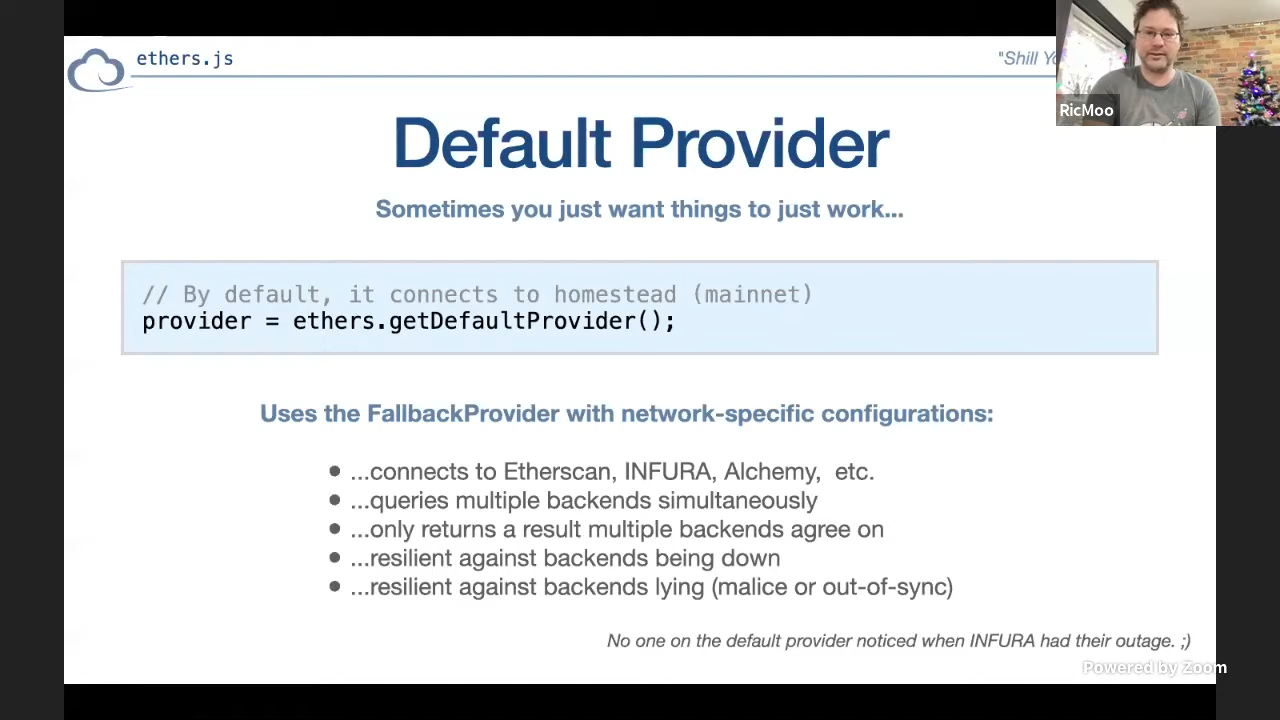 ethers.js
"Shill Yo
RicMoo
Default Provider
Sometimes you just want things to just work...
// By default, it connects to homestead (mainnet)
provider = ethers.getDefaultProvider();
Uses the FallbackProvider with network-specific configurations:
● ...connects to Etherscan, INFURA, Alchemy, etc.
● ...queries multiple backends simultaneously
● ...only returns a result multiple backends agree on
● ...resilient against backends being down
● ...resilient against backends lying (malice or out-of-sync)
No one on the default provider noticed when INFURA had their outage. ;)
Powered by Zoom